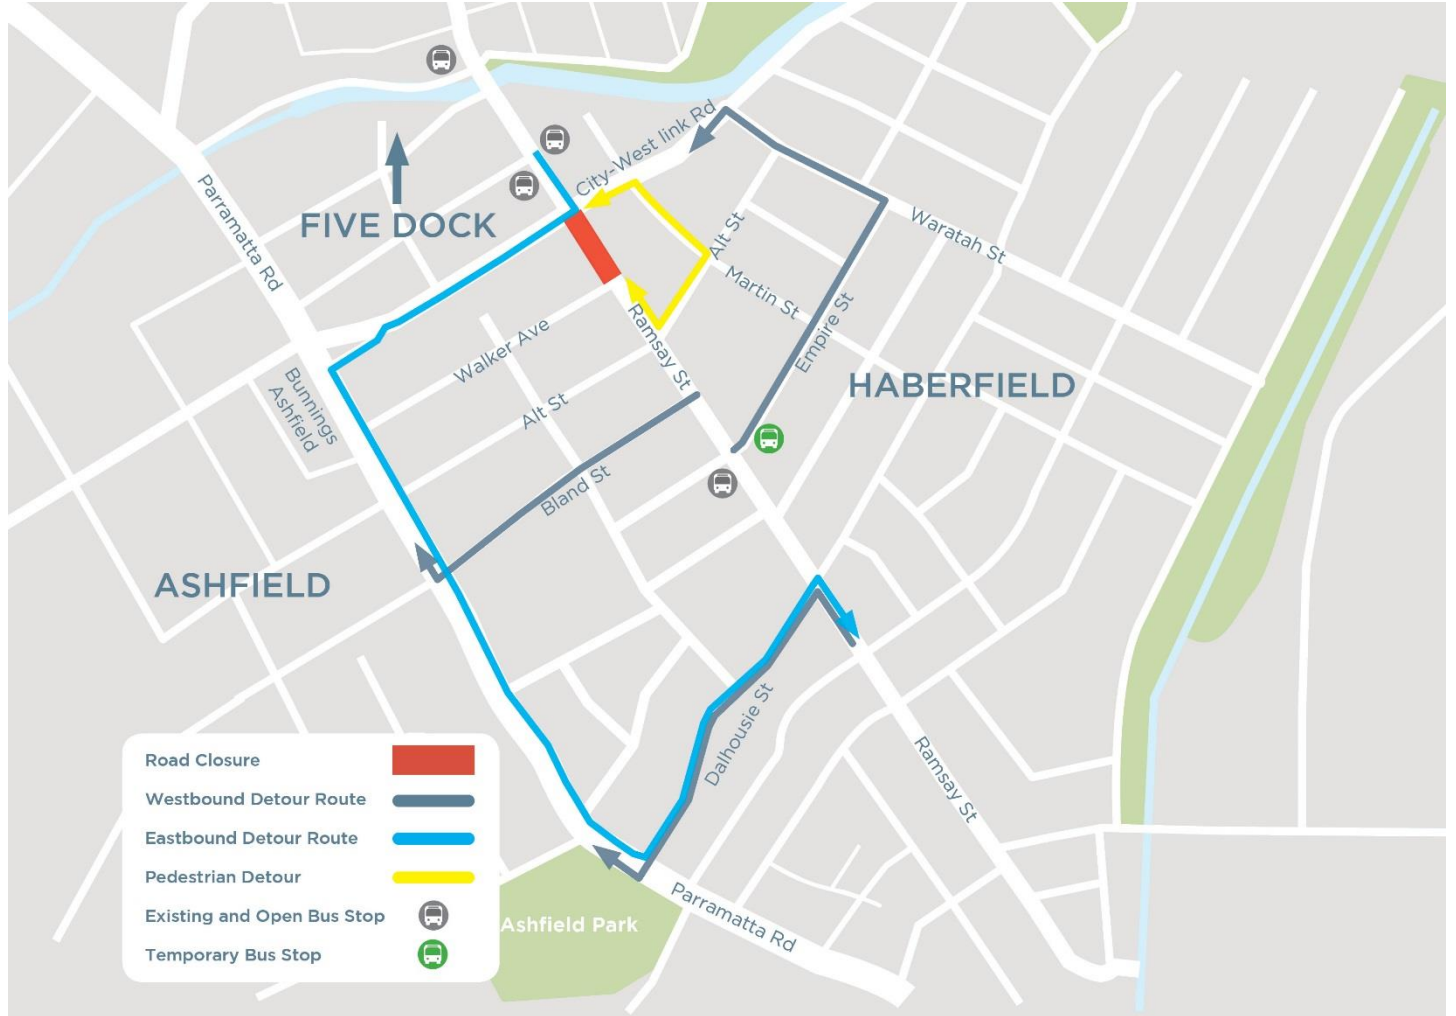 City-West link Rd
Parramatta Rd
FIVE DOCK
Alt St
Waratah St
Martin St
Ramsay St
Empire St
Walker Ave
Bunnings
Ashfield
HABERFIELD
Alt St
Bland St
ASHFIELD
Dalhousie St
Ramsay St
Road Closure
Westbound Detour Route
Eastbound Detour Route
Pedestrian Detour
Existing and Open Bus Stop
Temporary Bus Stop
Ashfield Park
Parramatta Rd